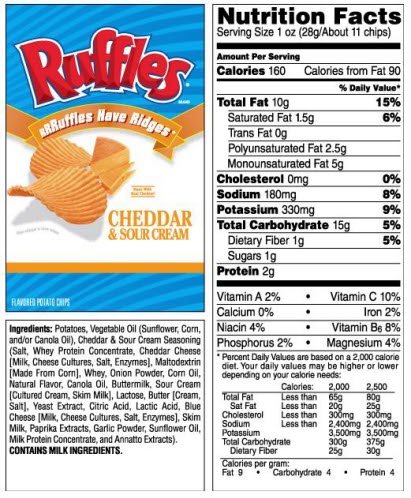 Ruffles
RRRuffles Have Ridges
Made With
Real Cheese!
CHEDDAR
& SOUR CREAM
FLAVORED POTATO CHIPS
Ingredients: Potatoes, Vegetable Oil (Sunflower, Corn,
and/or Canola Oil), Cheddar & Sour Cream Seasoning
(Salt, Whey Protein Concentrate, Cheddar Cheese
[Milk, Cheese Cultures, Salt, Enzymes], Maltodextrin
[Made From Corn], Whey, Onion Powder, Corn Oil,
Natural Flavor, Canola Oil, Buttermilk, Sour Cream
[Cultured Cream, Skim Milk], Lactose, Butter [Cream,
Salt], Yeast Extract, Citric Acid, Lactic Acid, Blue
Cheese [Milk, Cheese Cultures, Salt, Enzymes], Skim
Milk, Paprika Extracts, Garlic Powder, Sunflower Oil,
Milk Protein Concentrate, and Annatto Extracts).
CONTAINS MILK INGREDIENTS.
Nutrition Facts
Serving Size 1 oz (28g/About 11 chips)
Amount Per Serving
Calories 160 Calories from Fat 90
% Daily Value*
Total Fat 10g 15%
Saturated Fat 1.5g 6%
Trans Fat 0g
Polyunsaturated Fat 2.5g
Monounsaturated Fat 5g
Cholesterol 0mg 0%
Sodium 180mg 8%
Potassium 330mg 9%
Total Carbohydrate 15g 5%
Dietary Fiber 1g 5%
Sugars 1g
Protein 2g
Vitamin A 2% • Vitamin C 10%
Calcium 0% • Iron 2%
Niacin 4% • Vitamin B₆ 8%
Phosphorus 2% • Magnesium 4%
* Percent Daily Values are based on a 2,000 calorie
diet. Your daily values may be higher or lower
depending on your calorie needs:
Calories: 2,000 2,500
Total Fat Less than 65g 80g
Sat Fat Less than 20g 25g
Cholesterol Less than 300mg 300mg
Sodium Less than 2,400mg 2,400mg
Potassium 3,500mg 3,500mg
Total Carbohydrate 300g 375g
Dietary Fiber 25g 30g
Calories per gram:
Fat 9 • Carbohydrate 4 • Protein 4